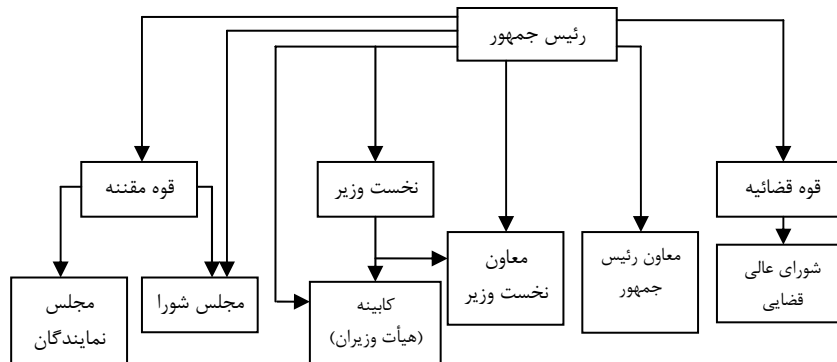 رئیس جمهور
قوه مقننه
نخست وزیر
قوه قضائیه
مجلس
نمایندگان
مجلس شورا
کابینه
(هیأت وزیران)
معاون
نخست وزیر
معاون رئیس
جمهور
شورای عالی
قضایی